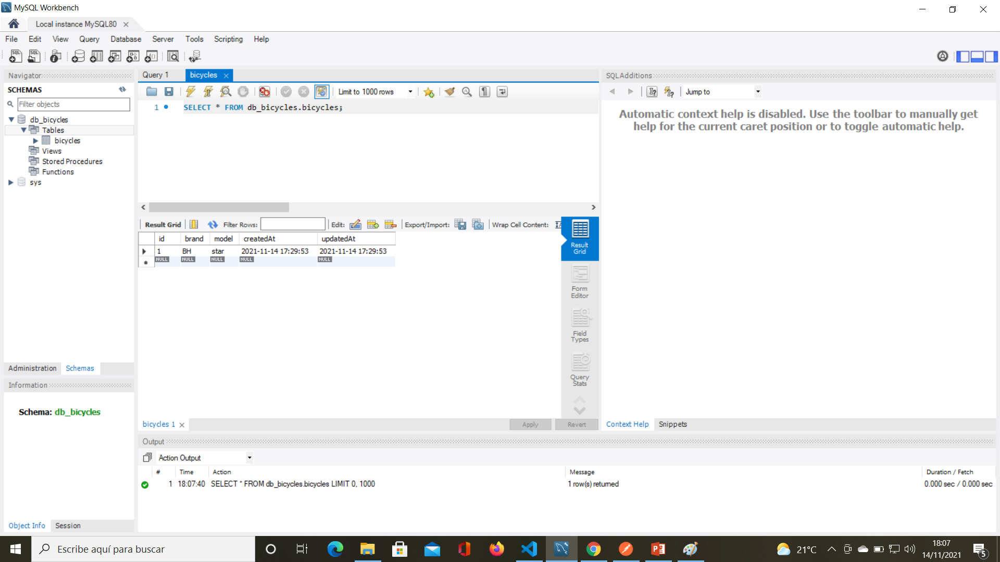 MySQL Workbench
Local instance MySQL80
File Edit View Query Database Server Tools Scripting Help
Navigator
SCHEMAS
Filter objects
db_bicycles
Tables
bicycles
Views
Stored Procedures
Functions
sys
Administration Schemas
Information
Schema: db_bicycles
Object Info Session
Query 1 bicycles
Limit to 1000 rows
1 SELECT * FROM db_bicycles.bicycles;
Result Grid Filter Rows: Edit: Export/Import: Wrap Cell Content:
id brand model createdAt updatedAt
1 BH star 2021-11-14 17:29:53 2021-11-14 17:29:53
NULL NULL NULL NULL NULL
Result
Grid
Form
Editor
Field
Types
Query
Stats
bicycles 1 Apply Revert
SQLAdditions
Jump to
Automatic context help is disabled. Use the toolbar to manually get
help for the current caret position or to toggle automatic help.
Context Help Snippets
Output
Action Output
# Time Action Message Duration / Fetch
1 18:07:40 SELECT * FROM db_bicycles.bicycles LIMIT 0, 1000 1 row(s) returned 0.000 sec / 0.000 sec
Escribe aquí para buscar
21°C
18:07
14/11/2021
5